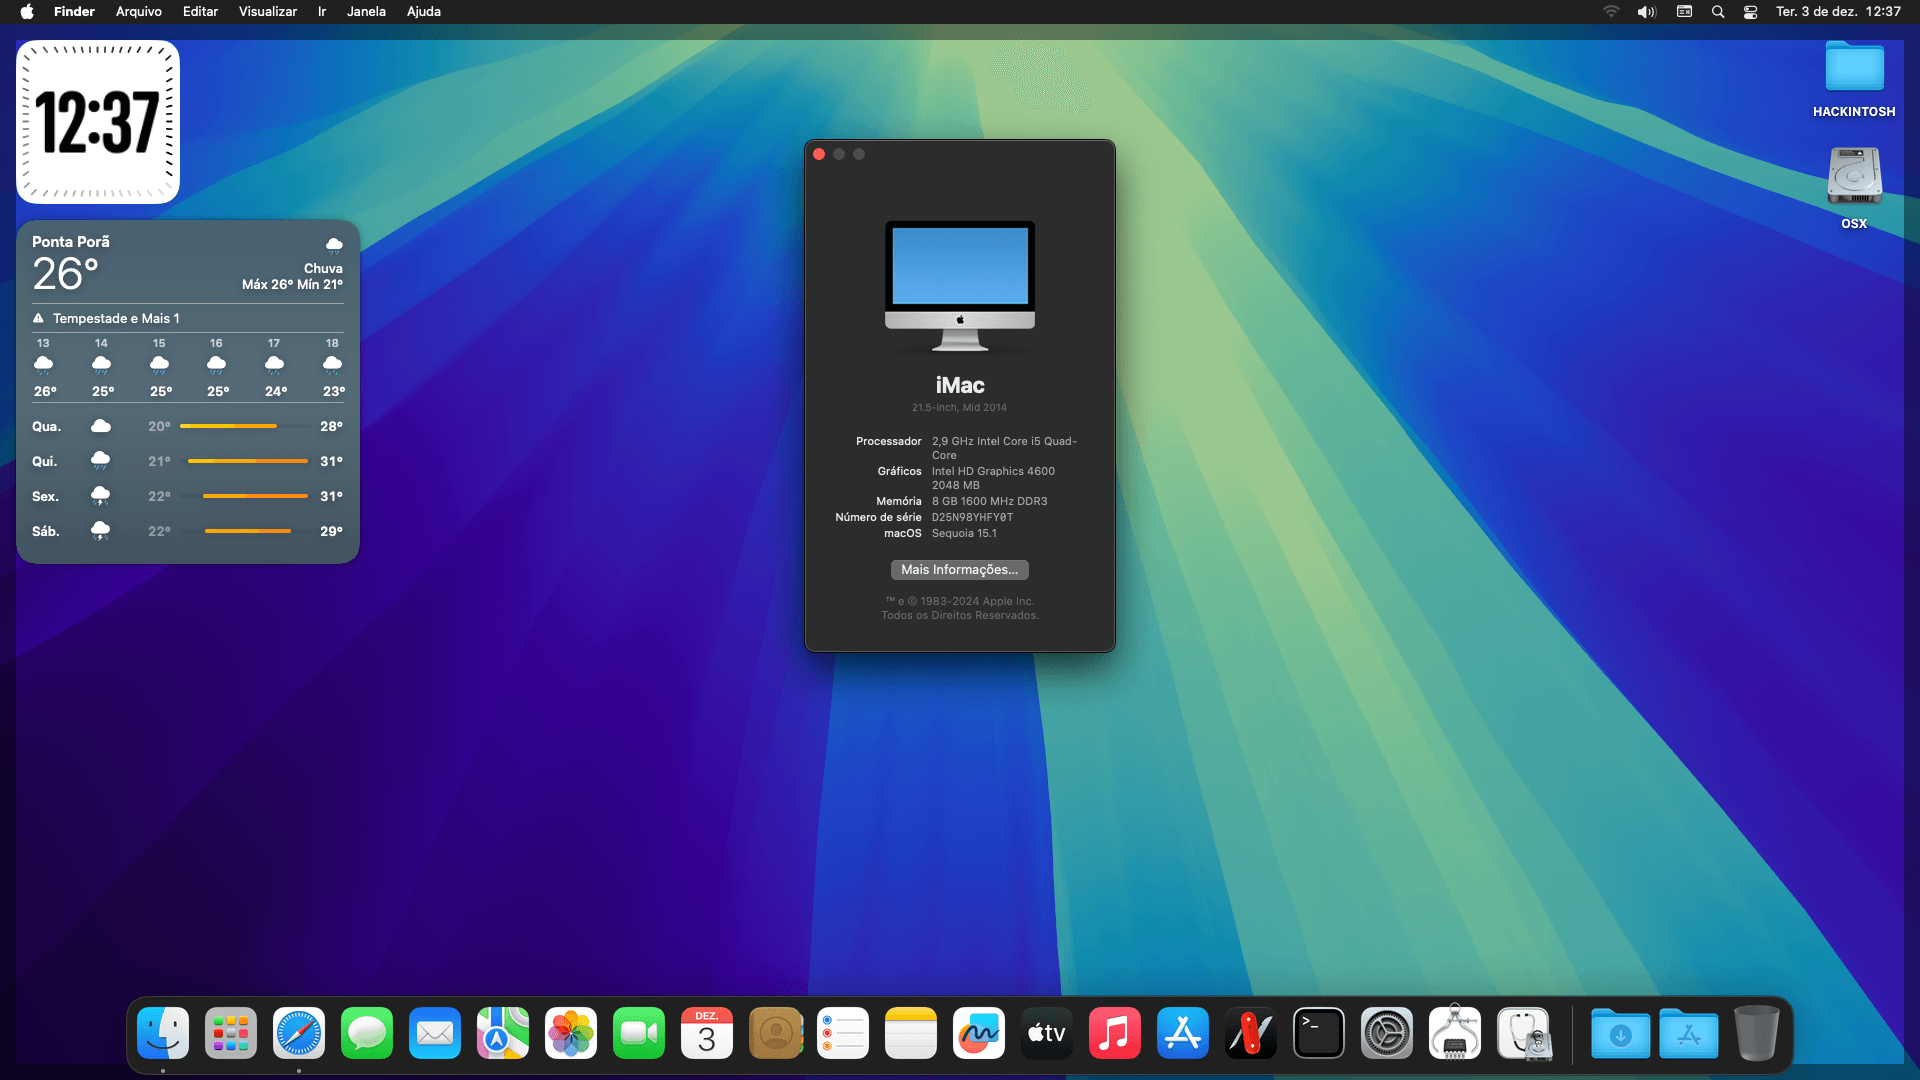 Finder Arquivo Editar Visualizar Ir Janela Ajuda
Ter. 3 de dez. 12:37
12:37
Ponta Porã
26°
Chuva
Máx 26° Mín 21°
Tempestade e Mais 1
13 14 15 16 17 18
26° 25° 25° 25° 24° 23°
Qua. 20° 28°
Qui. 21° 31°
Sex. 22° 31°
Sáb. 22° 29°
iMac
21.5-inch, Mid 2014
Processador 2,9 GHz Intel Core i5 Quad-
Core
Gráficos Intel HD Graphics 4600
2048 MB
Memória 8 GB 1600 MHz DDR3
Número de série D25N98YHFY0T
macOS Sequoia 15.1
Mais Informações...
™ e © 1983-2024 Apple Inc.
Todos os Direitos Reservados.
HACKINTOSH
OSX
DEZ.
3
tv
>_